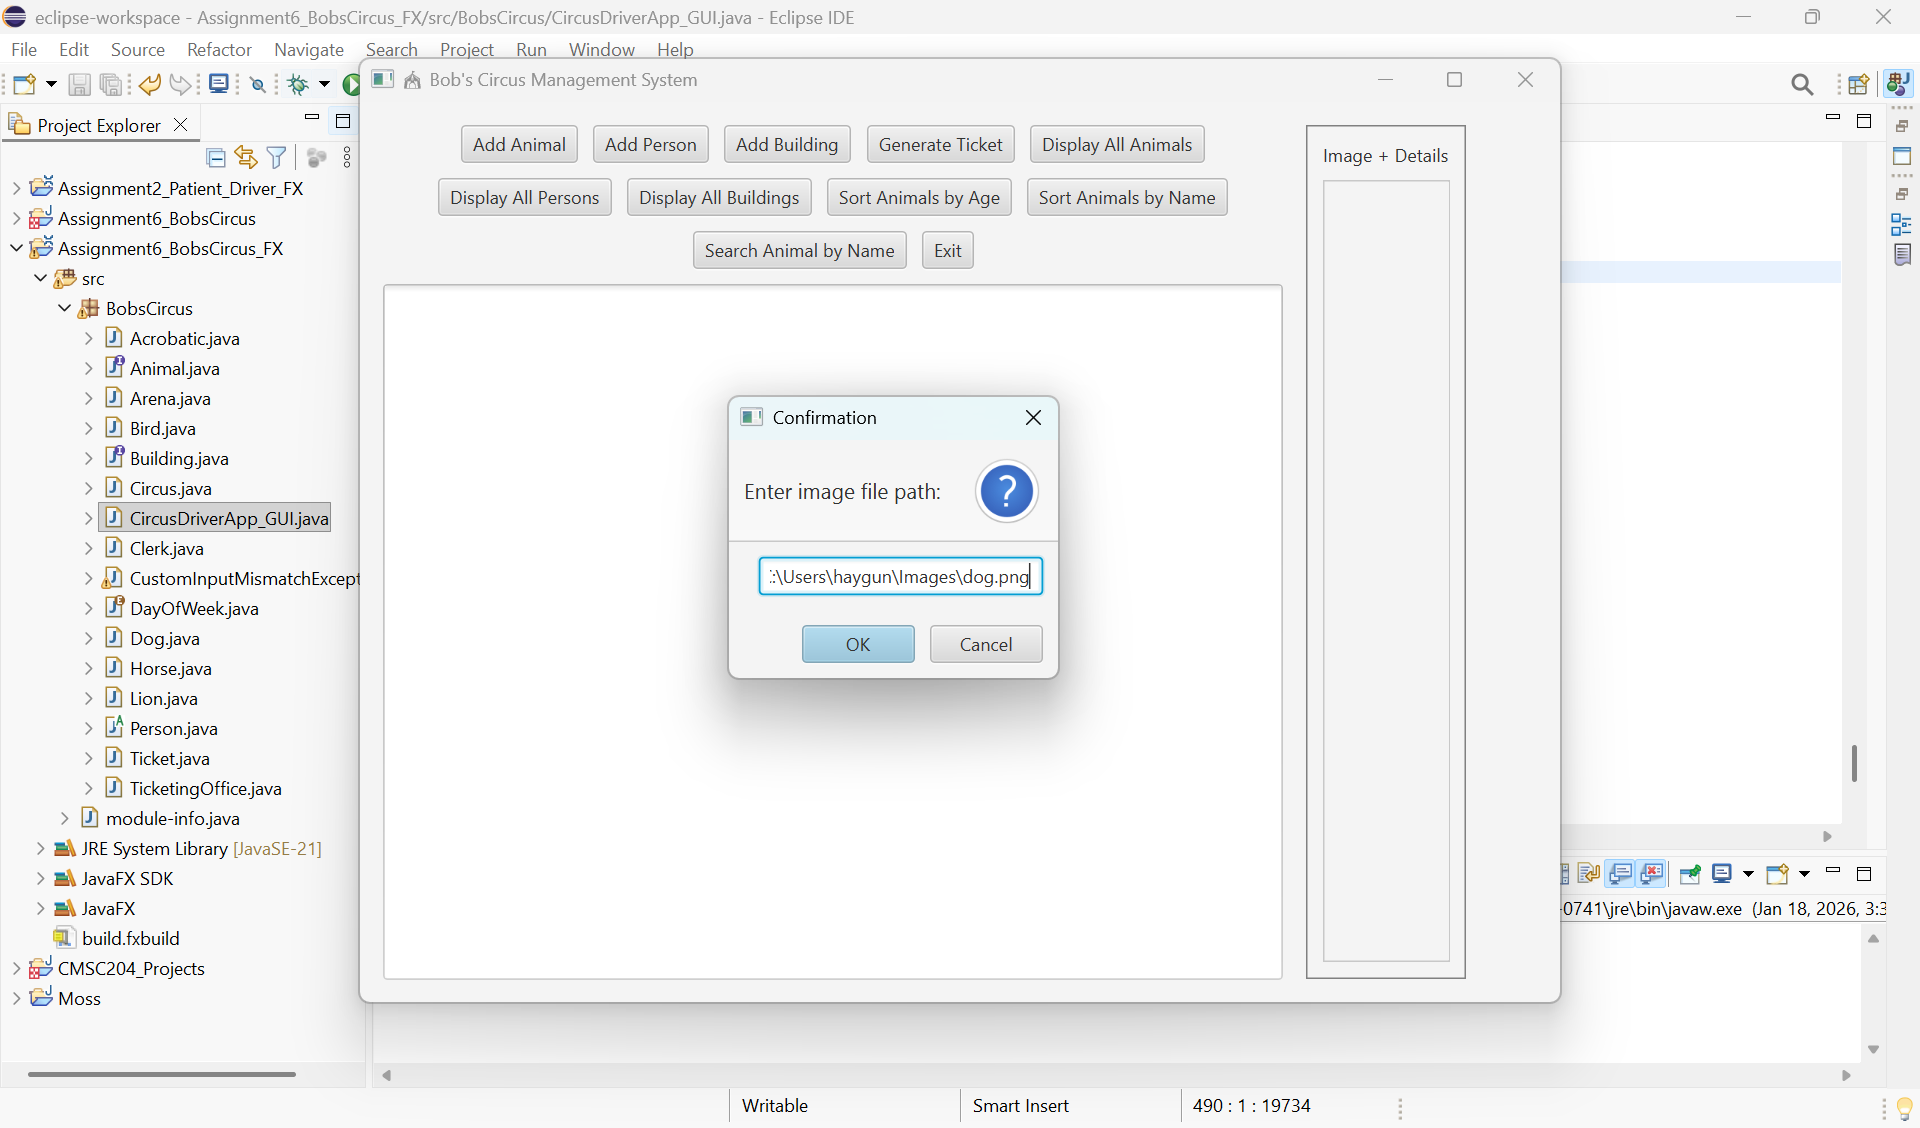 eclipse-workspace - Assignment6_BobsCircus_FX/src/BobsCircus/CircusDriverApp_GUI.java - Eclipse IDE
File Edit Source Refactor Navigate Search Project Run Window Help
Project Explorer
Assignment2_Patient_Driver_FX
Assignment6_BobsCircus
Assignment6_BobsCircus_FX
src
BobsCircus
Acrobatic.java
Animal.java
Arena.java
Bird.java
Building.java
Circus.java
CircusDriverApp_GUI.java
Clerk.java
CustomInputMismatchExcept
DayOfWeek.java
Dog.java
Horse.java
Lion.java
Person.java
Ticket.java
TicketingOffice.java
module-info.java
JRE System Library [JavaSE-21]
JavaFX SDK
JavaFX
build.fxbuild
CMSC204_Projects
Moss
Bob's Circus Management System
Add Animal Add Person Add Building Generate Ticket Display All Animals
Display All Persons Display All Buildings Sort Animals by Age Sort Animals by Name
Search Animal by Name Exit
Image + Details
Confirmation
Enter image file path:
:\Users\haygun\Images\dog.png
OK Cancel
-0741\jre\bin\javaw.exe (Jan 18, 2026, 3:3
Writable Smart Insert 490 : 1 : 19734